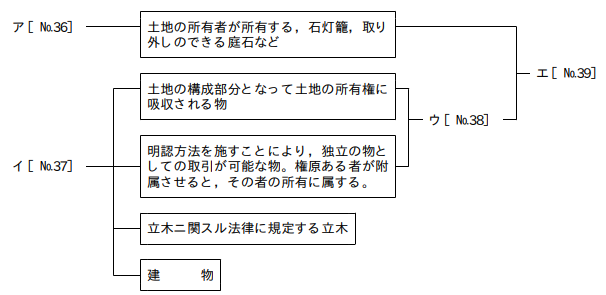 ア[ №36]
土地の所有者が所有する，石灯籠，取り
外しのできる庭石など
エ[ №39]
土地の構成部分となって土地の所有権に
吸収される物
ウ[ №38]
イ[ №37]
明認方法を施すことにより，独立の物と
しての取引が可能な物。権原ある者が附
属させると，その者の所有に属する。
立木ニ関スル法律に規定する立木
建　　　物